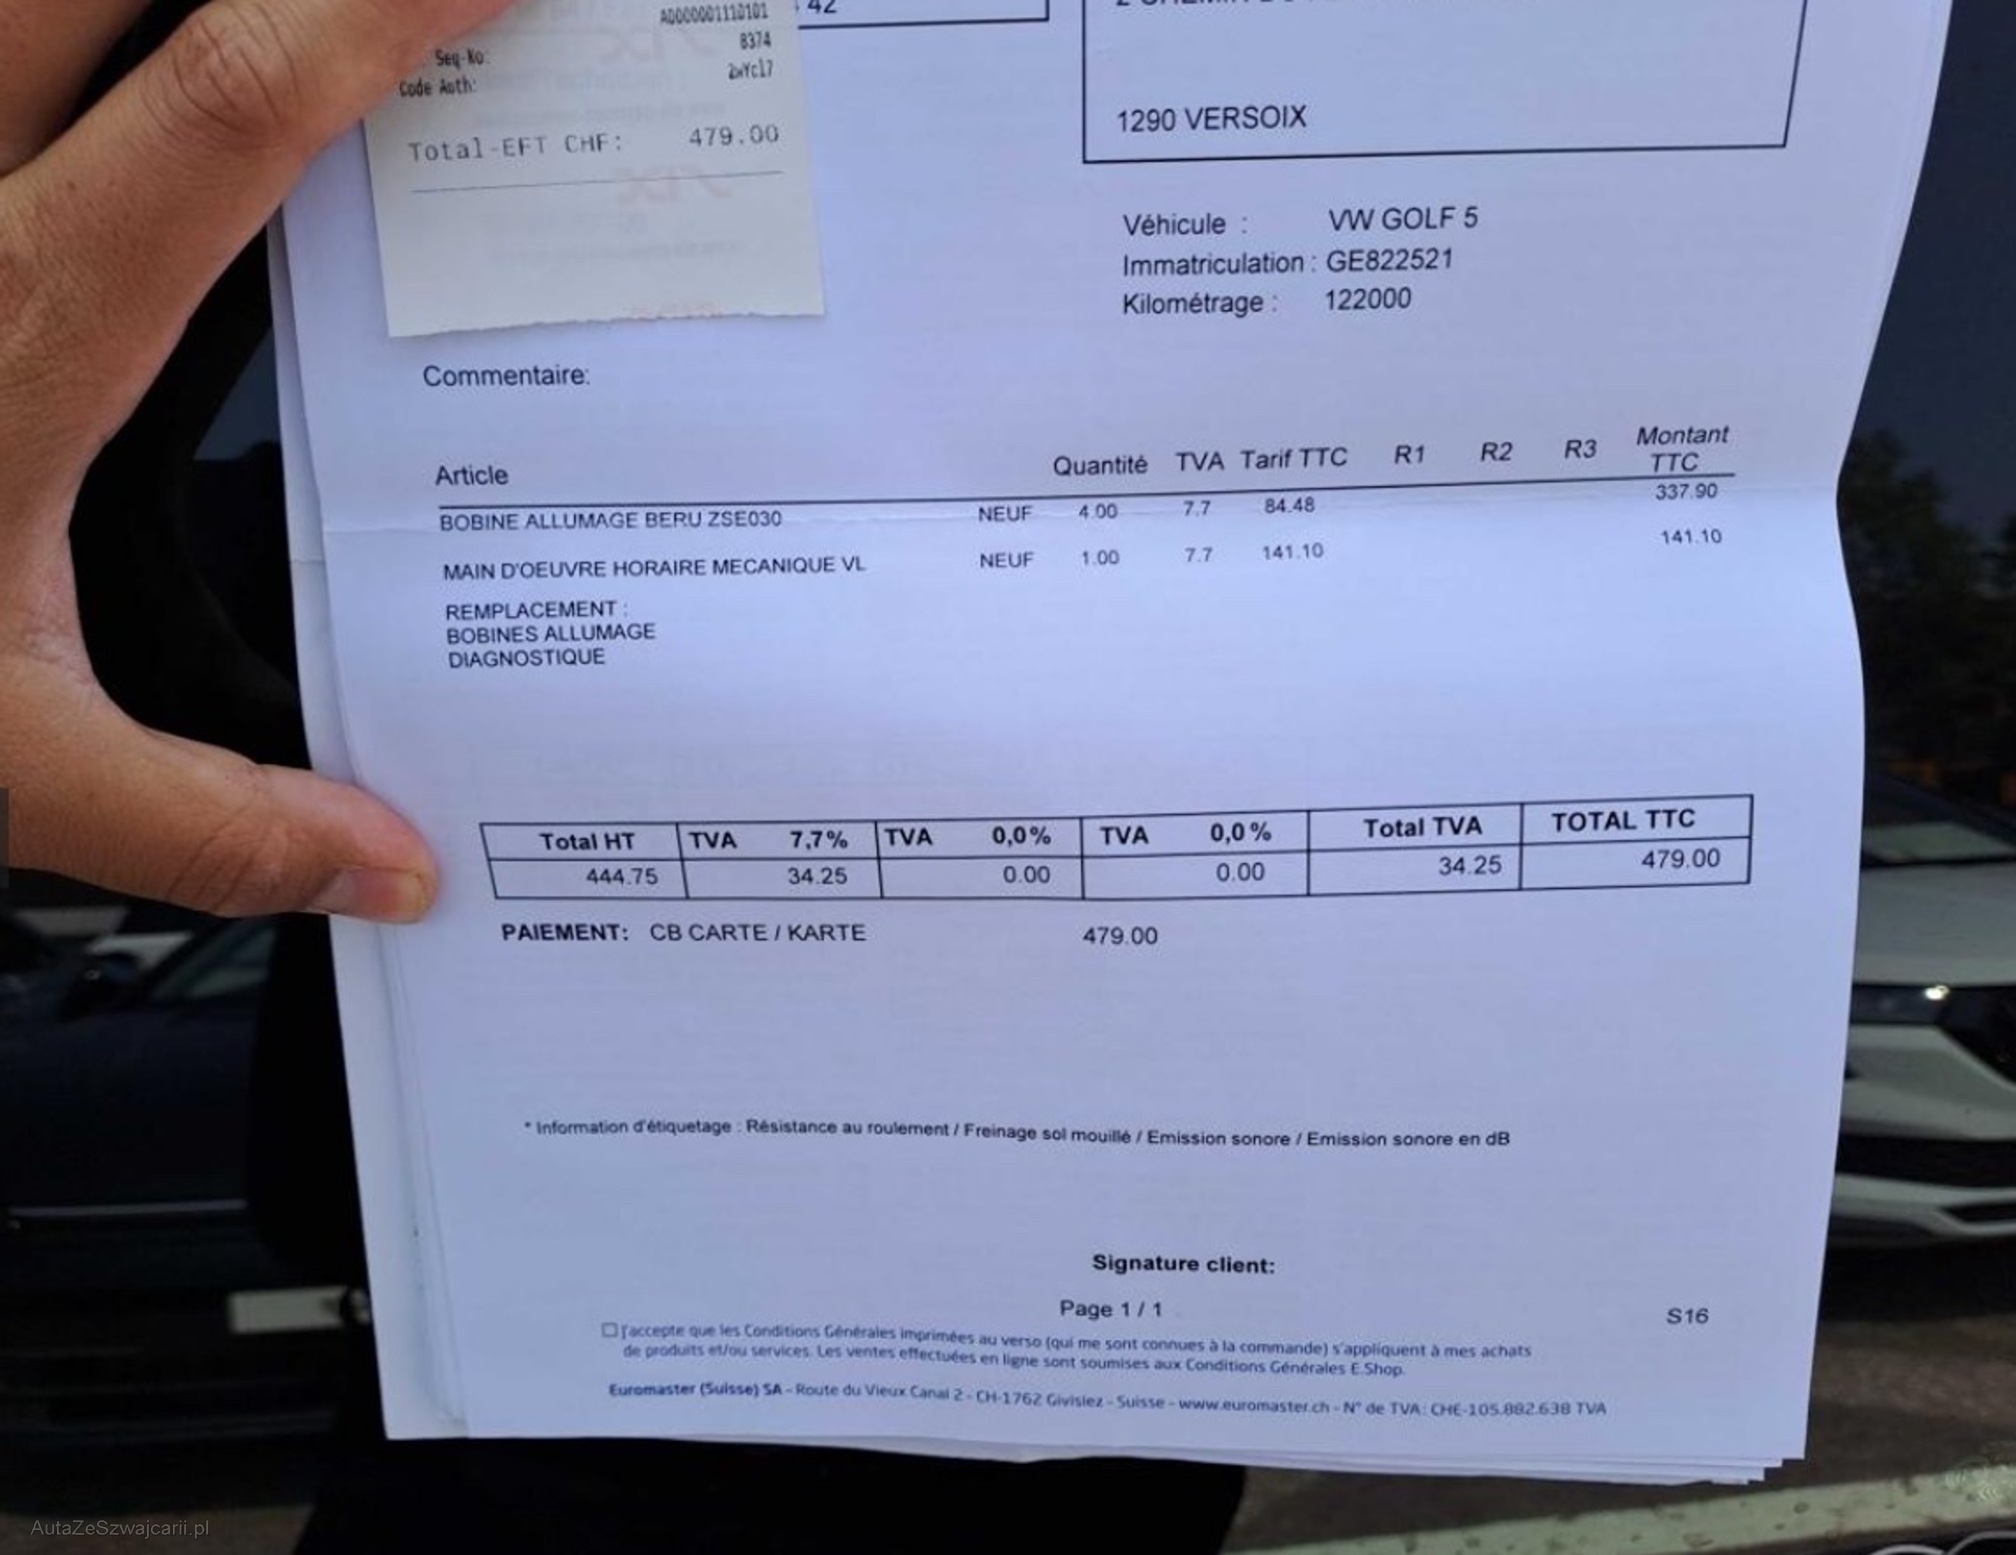 A0000001110101
Seq-No: 8374
Code Auth: 2wYcl7
Total-EFT CHF: 479.00
42
1290 VERSOIX
Véhicule : VW GOLF 5
Immatriculation : GE822521
Kilométrage : 122000
Commentaire:
Article Quantité TVA Tarif TTC R1 R2 R3 Montant TTC
BOBINE ALLUMAGE BERU ZSE030 NEUF 4.00 7.7 84.48 337.90
MAIN D'OEUVRE HORAIRE MECANIQUE VL NEUF 1.00 7.7 141.10 141.10
REMPLACEMENT :
BOBINES ALLUMAGE
DIAGNOSTIQUE
Total HT TVA 7,7% TVA 0,0% TVA 0,0% Total TVA TOTAL TTC
444.75 34.25 0.00 0.00 34.25 479.00
PAIEMENT: CB CARTE / KARTE 479.00
* Information d'étiquetage : Résistance au roulement / Freinage sol mouillé / Emission sonore / Emission sonore en dB
Signature client:
Page 1 / 1
S16
J'accepte que les Conditions Générales imprimées au verso (qui me sont connues à la commande) s'appliquent à mes achats
de produits et/ou services. Les ventes effectuées en ligne sont soumises aux Conditions Générales E.Shop.
Euromaster (Suisse) SA - Route du Vieux Canal 2 - CH-1762 Givisiez - Suisse - www.euromaster.ch - N° de TVA: CHE-105.882.638 TVA
AutaZeSzwajcarii.pl